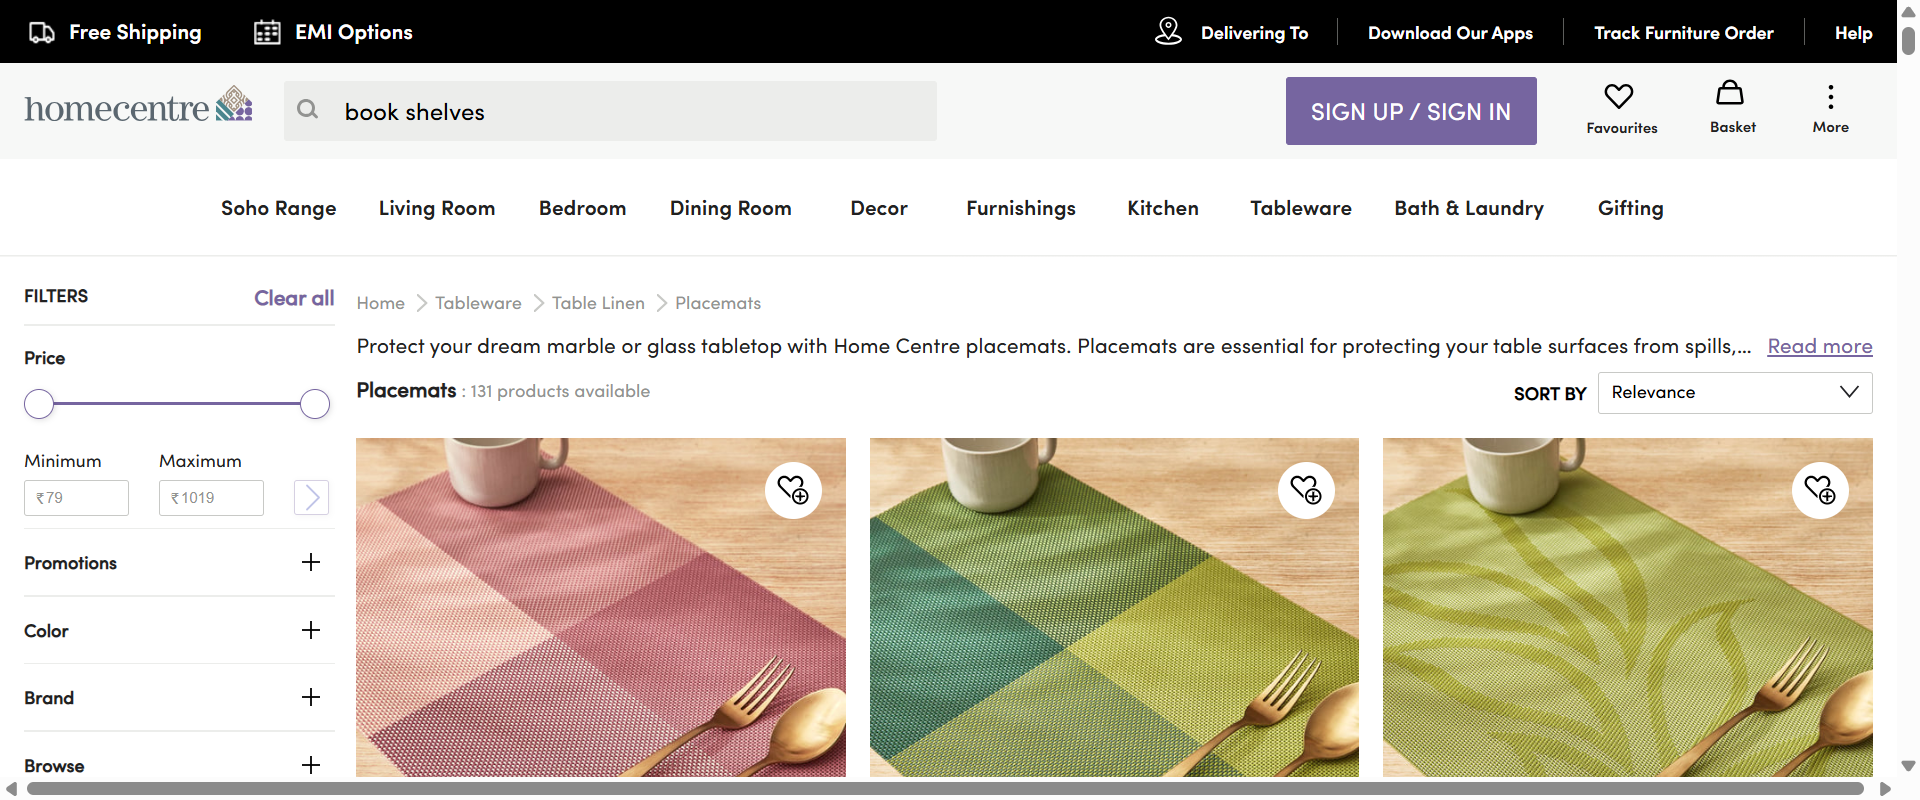 Free Shipping
EMI Options
Delivering To
Download Our Apps
Track Furniture Order
Help
homecentre
book shelves
SIGN UP / SIGN IN
Favourites
Basket
More
Soho Range
Living Room
Bedroom
Dining Room
Decor
Furnishings
Kitchen
Tableware
Bath & Laundry
Gifting
FILTERS
Clear all
Price
Minimum
Maximum
₹79
₹1019
Promotions
Color
Brand
Browse
Home
Tableware
Table Linen
Placemats
Protect your dream marble or glass tabletop with Home Centre placemats. Placemats are essential for protecting your table surfaces from spills,... Read more
Placemats : 131 products available
SORT BY
Relevance